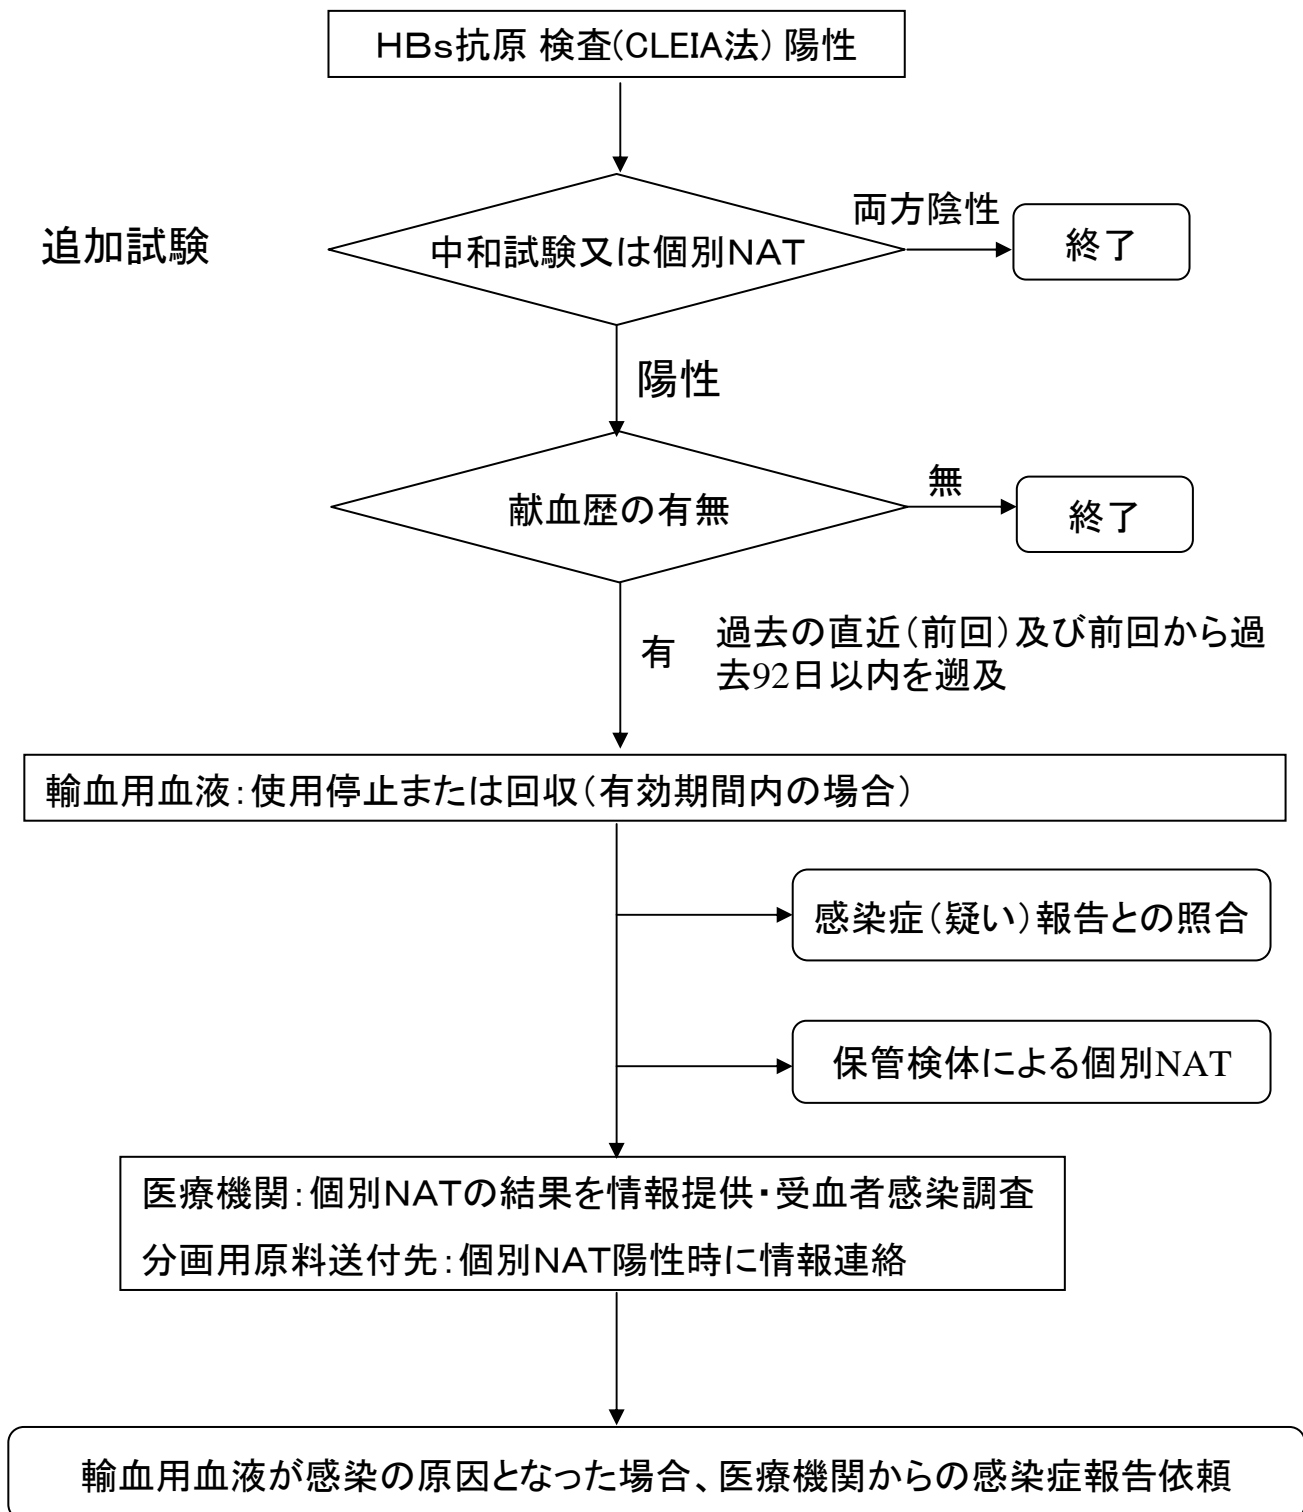 HBs抗原 検査(CLEIA法) 陽性
追加試験
中和試験又は個別NAT
両方陰性
終了
陽性
献血歴の有無
無
終了
有
過去の直近(前回)及び前回から過
去92日以内を遡及
輸血用血液:使用停止または回収(有効期間内の場合)
感染症(疑い)報告との照合
保管検体による個別NAT
医療機関:個別NATの結果を情報提供・受血者感染調査
分画用原料送付先:個別NAT陽性時に情報連絡
輸血用血液が感染の原因となった場合、医療機関からの感染症報告依頼